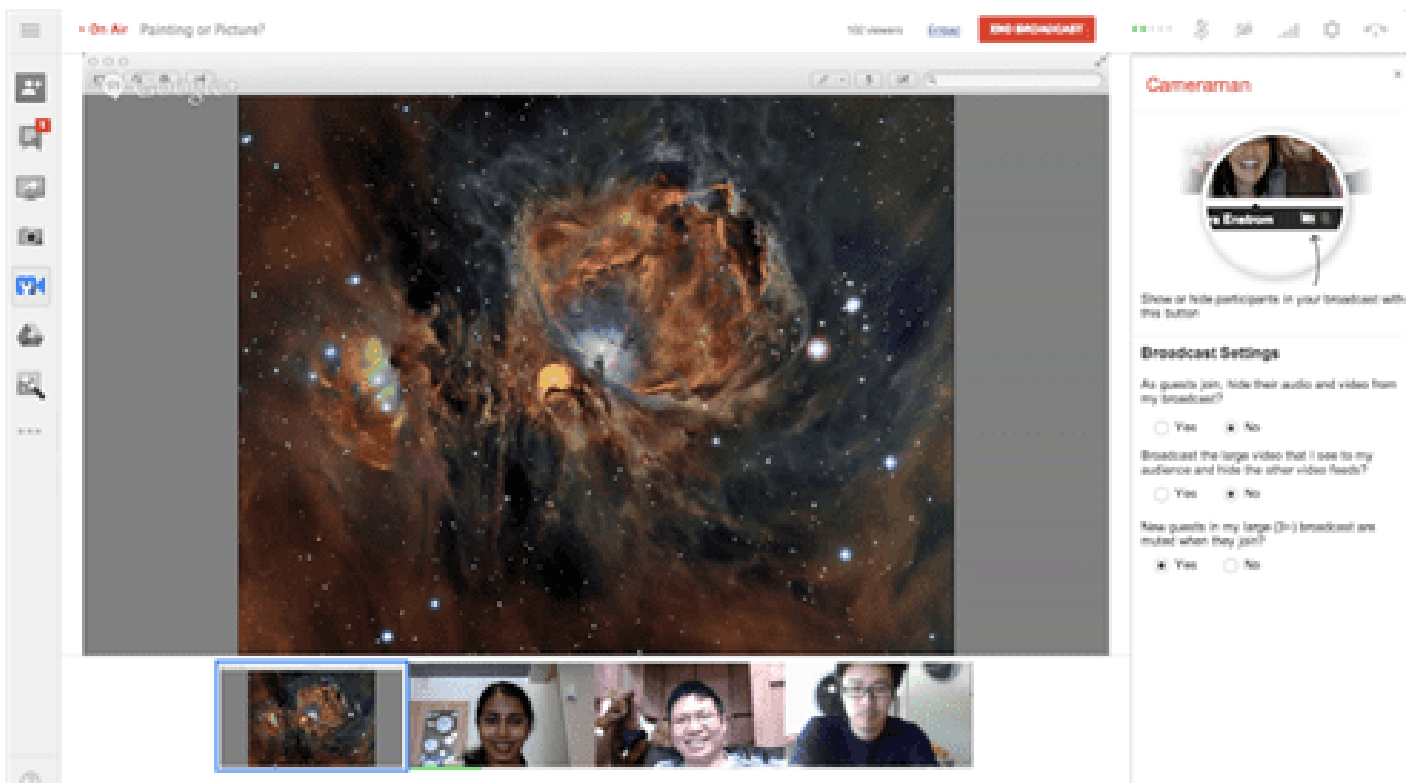 On Air Painting or Picture?
viewers
END BROADCAST
Cameraman
Enstrom
Show or hide participants in your broadcast with
this button
Broadcast Settings
As guests join, hide their audio and video from
my broadcast?
Yes No
Broadcast the large video that I see to my
audience and hide the other video feeds?
Yes No
New guests in my large (3+) broadcast are
muted when they join?
Yes No